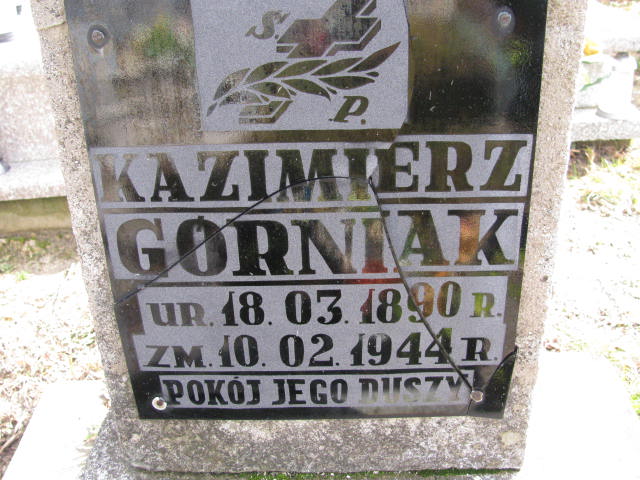 Ś. P.
KAZIMIERZ
GÓRNIAK
UR. 18. 03. 1890 R.
ZM. 10. 02. 1944 R.
POKÓJ JEGO DUSZY